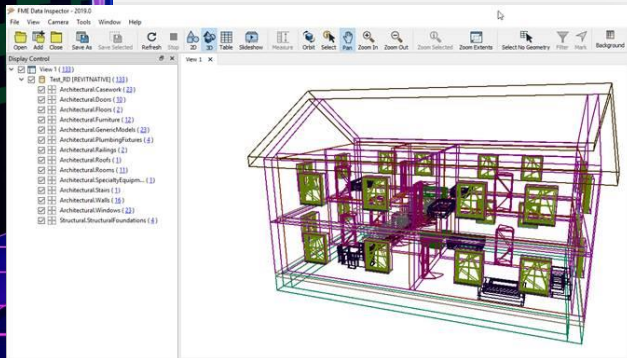 FME Data Inspector - 2019.0
File View Camera Tools Window Help
Open Add Close Save As Save Selected Refresh Stop 2D 3D Table Slideshow Measure Orbit Select Pan Zoom In Zoom Out Zoom Selected Zoom Extents Select No Geometry Filter Mark Background
Display Control
View 1
View 1 (133)
Test_RD [REVITNATIVE] (133)
Architectural.Casework (23)
Architectural.Doors (10)
Architectural.Floors (2)
Architectural.Furniture (12)
Architectural.GenericModels (23)
Architectural.PlumbingFixtures (4)
Architectural.Railings (2)
Architectural.Roofs (1)
Architectural.Rooms (11)
Architectural.SpecialtyEquipm... (1)
Architectural.Stairs (1)
Architectural.Walls (16)
Architectural.Windows (23)
Structural.StructuralFoundations (4)